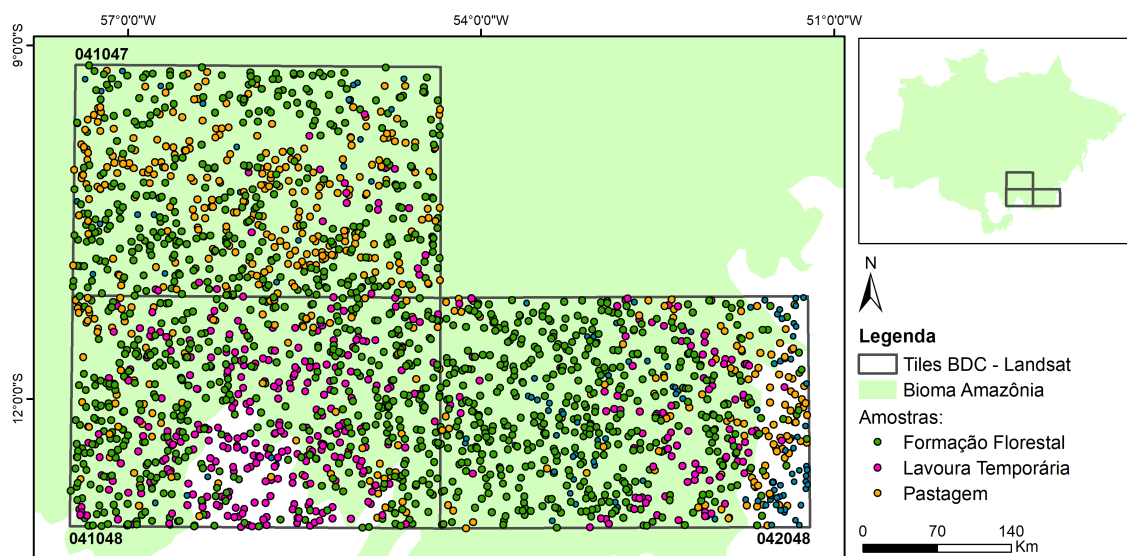 57°0'0"W 54°0'0"W 51°0'0"W
9°0'0"S
12°0'0"S
041047
041048
042048
N
Legenda
Tiles BDC - Landsat
Bioma Amazônia
Amostras:
Formação Florestal
Lavoura Temporária
Pastagem
0 70 140
Km